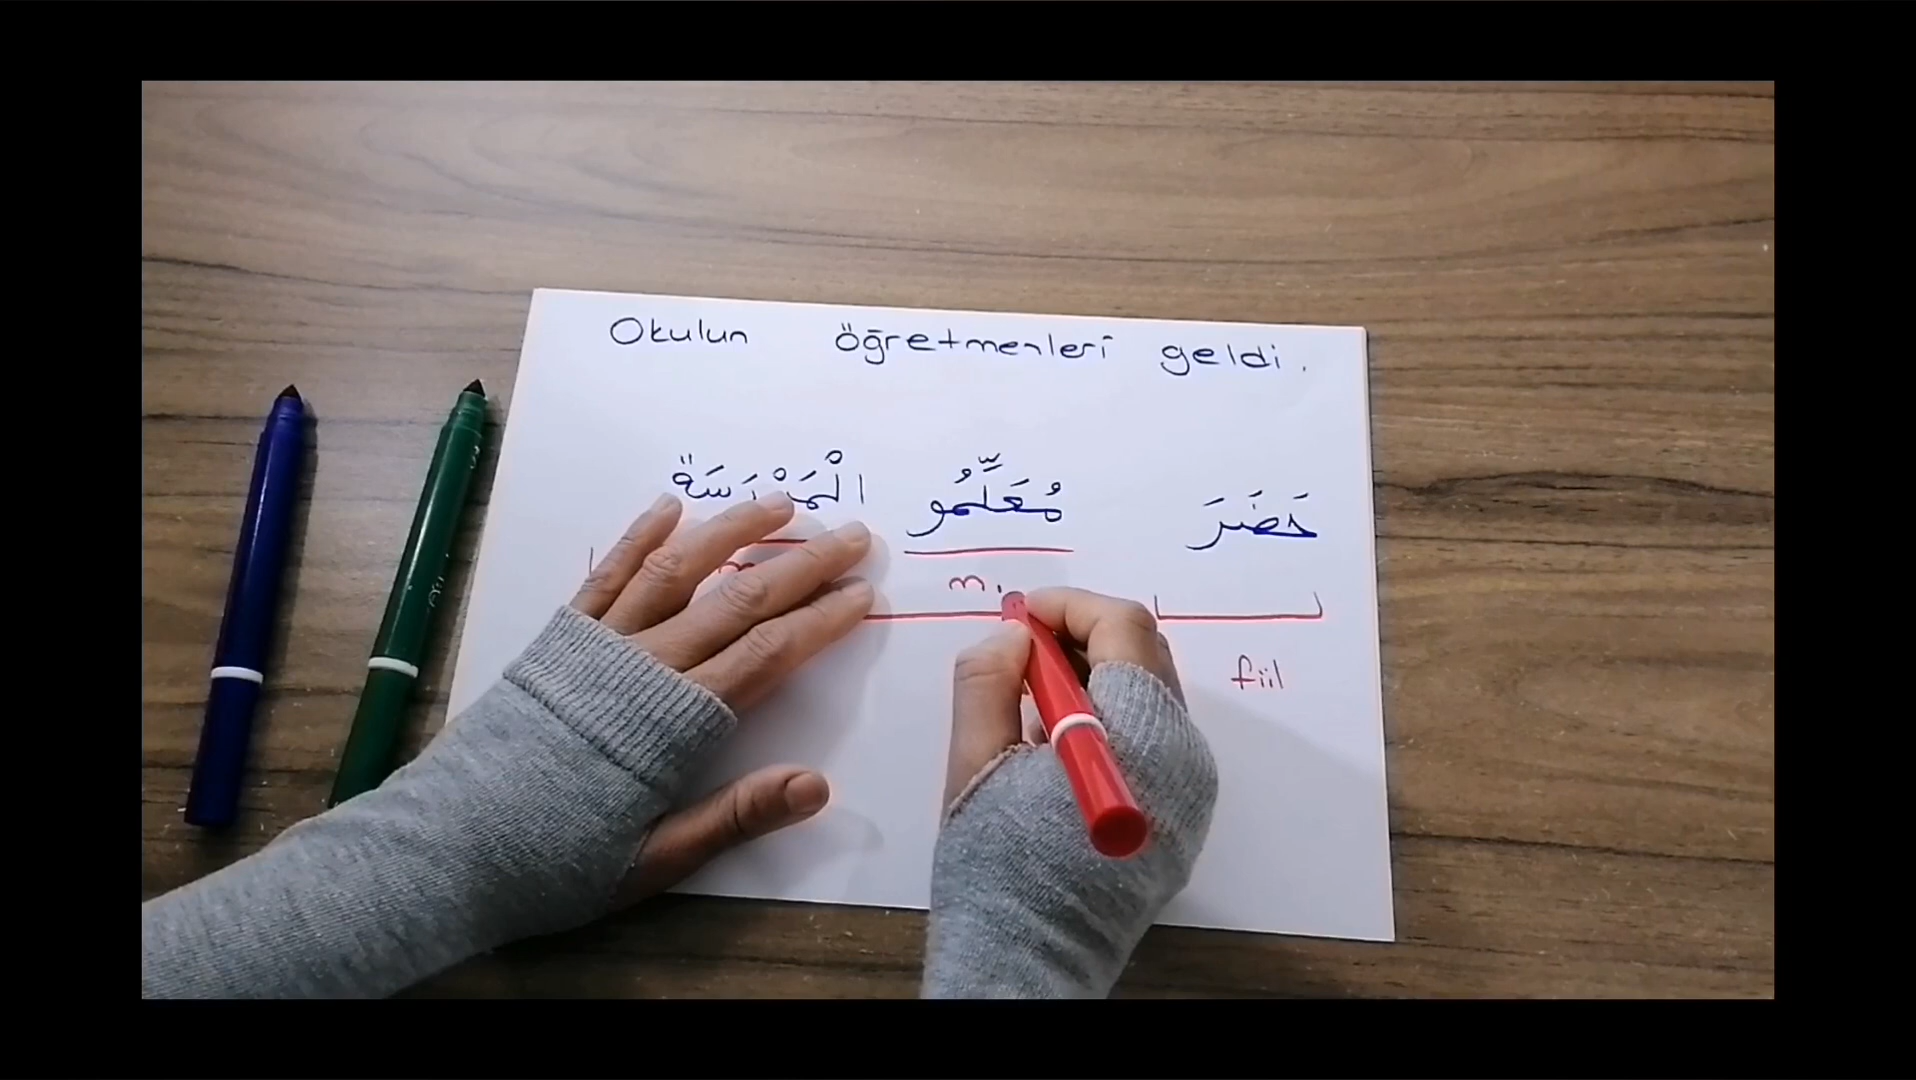 Okulun öğretmenleri geldi.
حَضَرَ مُعَلِّمُو الْمَدْرَسَة
m.
fiil